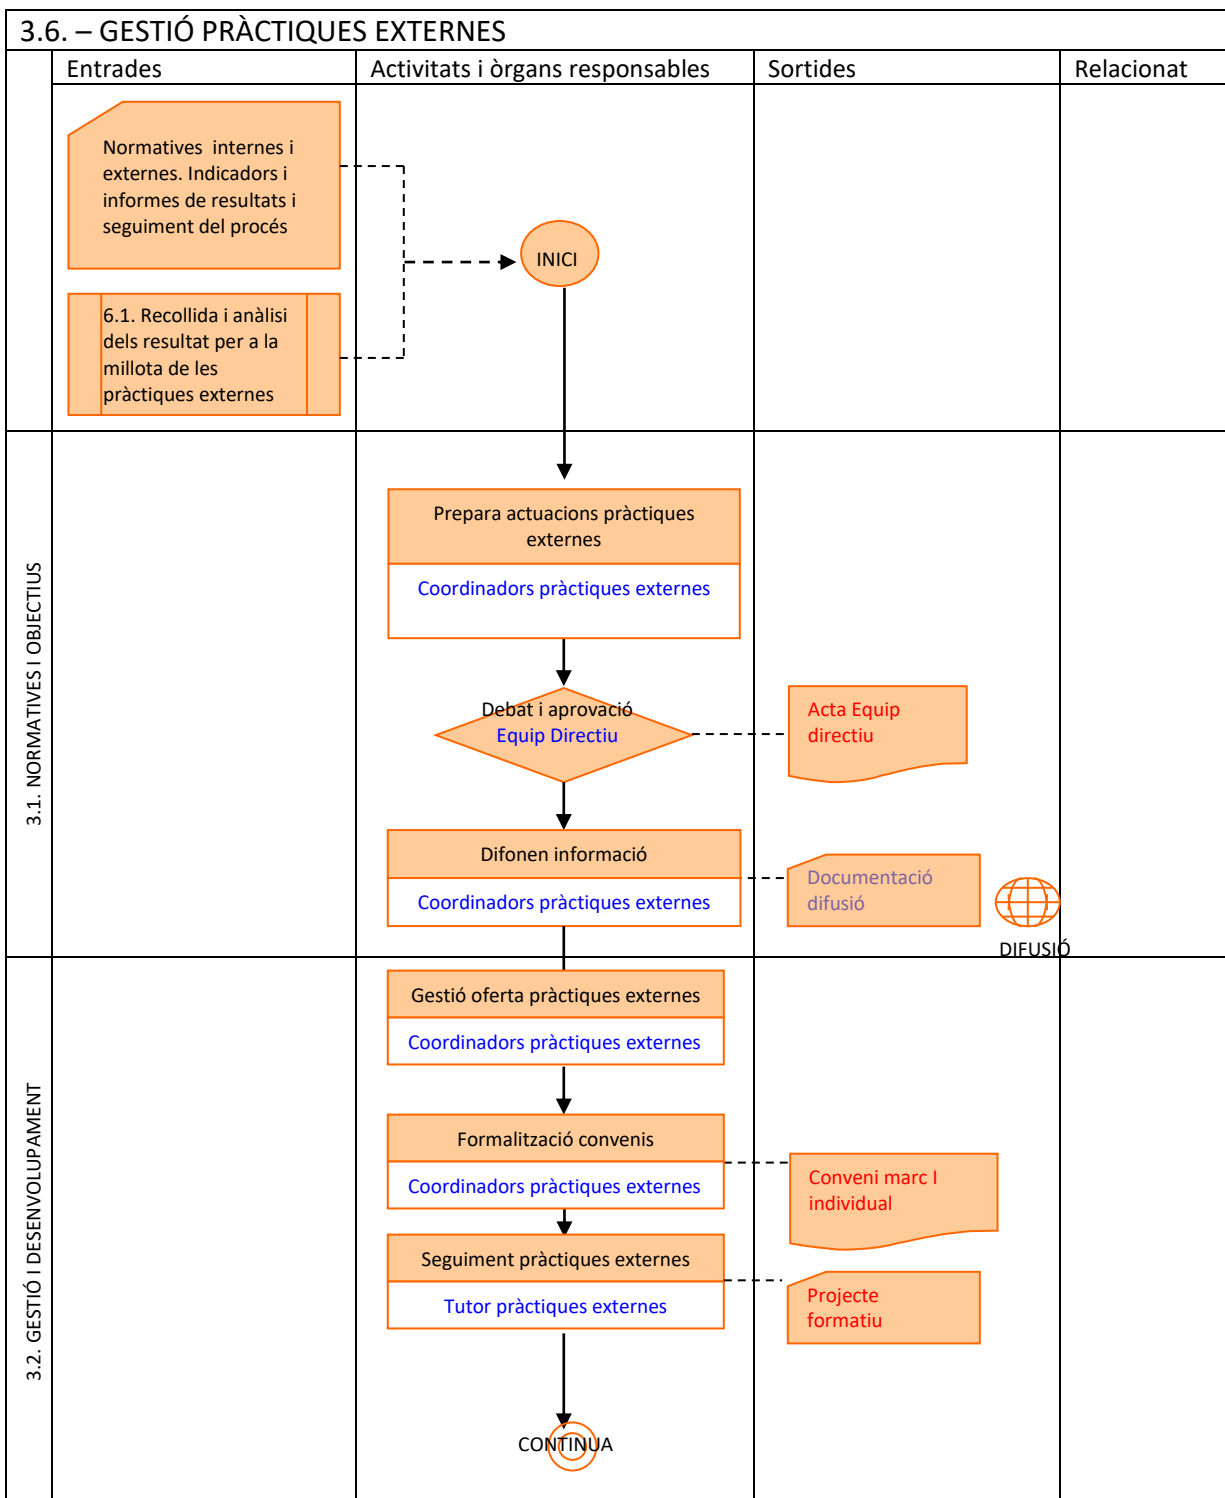 3.6. – GESTIÓ PRÀCTIQUES EXTERNES
Entrades
Activitats i òrgans responsables
Sortides
Relacionat
Normatives internes i
externes. Indicadors i
informes de resultats i
seguiment del procés
INICI
6.1. Recollida i anàlisi
dels resultat per a la
millota de les
pràctiques externes
3.1. NORMATIVES I OBJECTIUS
Prepara actuacions pràctiques
externes
Coordinadors pràctiques externes
Debat i aprovació
Equip Directiu
Acta Equip
directiu
Difonen informació
Coordinadors pràctiques externes
Documentació
difusió
DIFUSIÓ
3.2. GESTIÓ I DESENVOLUPAMENT
Gestió oferta pràctiques externes
Coordinadors pràctiques externes
Formalització convenis
Coordinadors pràctiques externes
Conveni marc I
individual
Seguiment pràctiques externes
Tutor pràctiques externes
Projecte
formatiu
CONTINUA